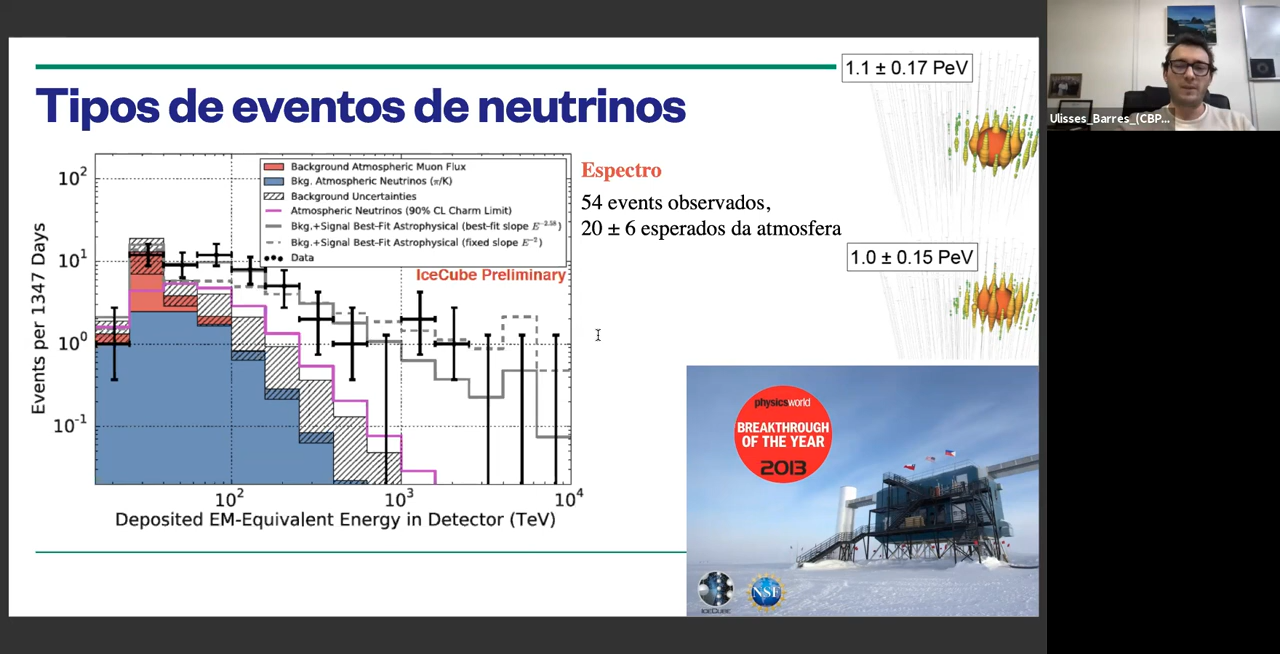 Tipos de eventos de neutrinos
1.1 ± 0.17 PeV
Ulisses_Barres_(CBP...
Background Atmospheric Muon Flux
Bkg. Atmospheric Neutrinos (π/K)
Background Uncertainties
Atmospheric Neutrinos (90% CL Charm Limit)
Bkg.+Signal Best-Fit Astrophysical (best-fit slope E^-2.58)
Bkg.+Signal Best-Fit Astrophysical (fixed slope E^-2)
Data
IceCube Preliminary
Events per 1347 Days
10^2
10^1
10^0
10^-1
10^2
10^3
10^4
Deposited EM-Equivalent Energy in Detector (TeV)
Espectro
54 events observados,
20 ± 6 esperados da atmosfera
1.0 ± 0.15 PeV
physicsworld
BREAKTHROUGH
OF THE YEAR
2013
ICECUBE
NSF